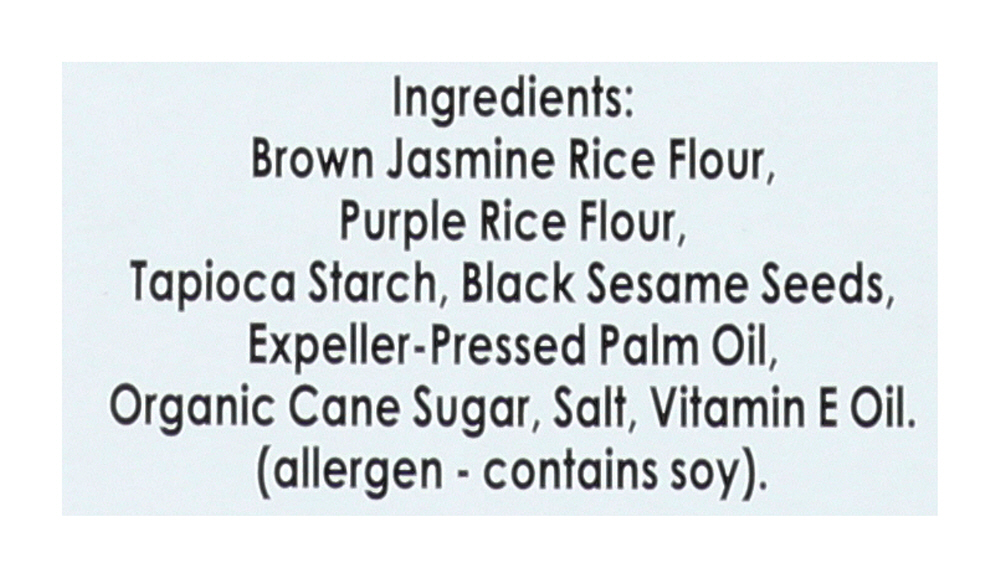 Ingredients:
Brown Jasmine Rice Flour,
Purple Rice Flour,
Tapioca Starch, Black Sesame Seeds,
Expeller-Pressed Palm Oil,
Organic Cane Sugar, Salt, Vitamin E Oil.
(allergen - contains soy).